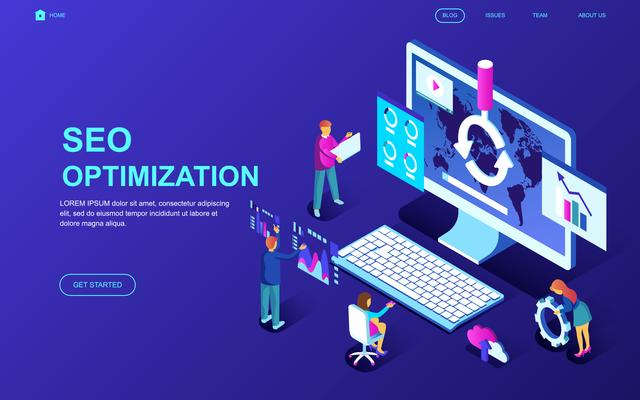 HOME
BLOG
ISSUES
TEAM
ABOUT US
SEO
OPTIMIZATION
LOREM IPSUM dolor sit amet, consectetur adipiscing
elit, sed do eiusmod tempor incididunt ut labore et
dolore magna aliqua.
GET STARTED